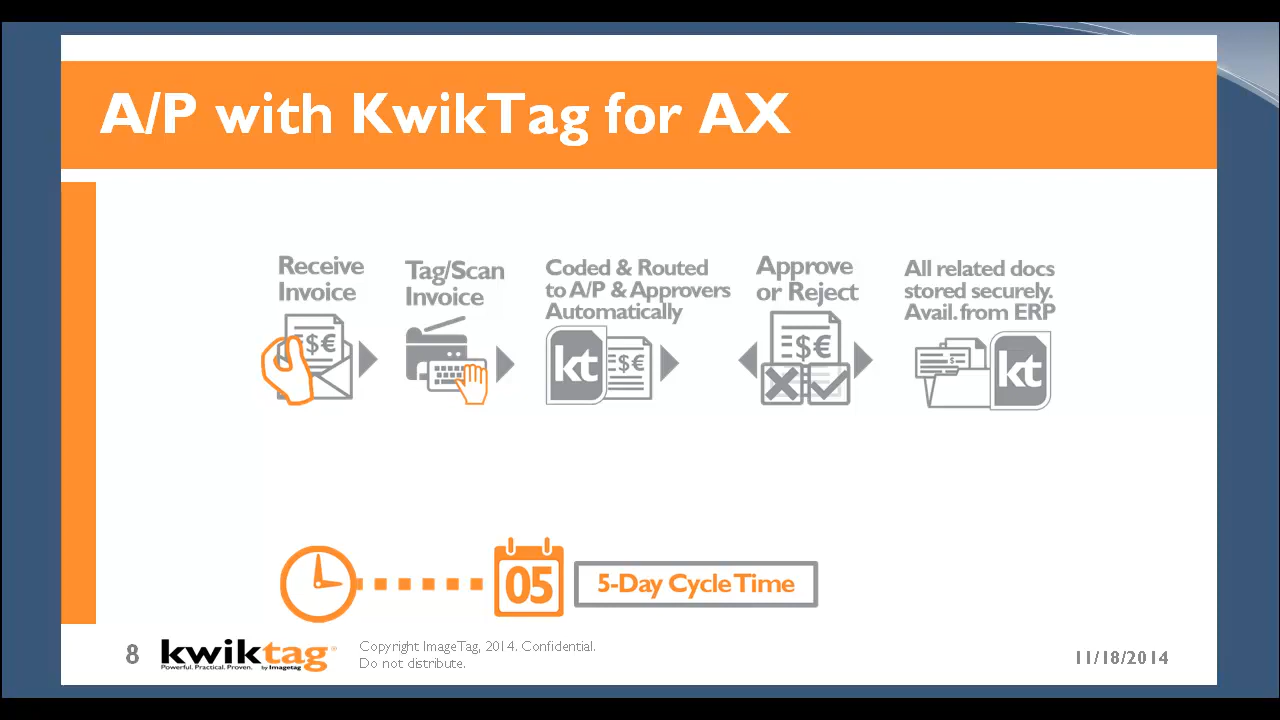 A/P with KwikTag for AX
Receive
Invoice
Tag/Scan
Invoice
Coded & Routed
to A/P & Approvers
Automatically
Approve
or Reject
All related docs
stored securely.
Avail. from ERP
$€
kt
$€
$€
$
kt
05
5-Day Cycle Time
8
kwiktag®
Powerful. Practical. Proven. by Imagetag
Copyright ImageTag, 2014. Confidential.
Do not distribute.
11/18/2014